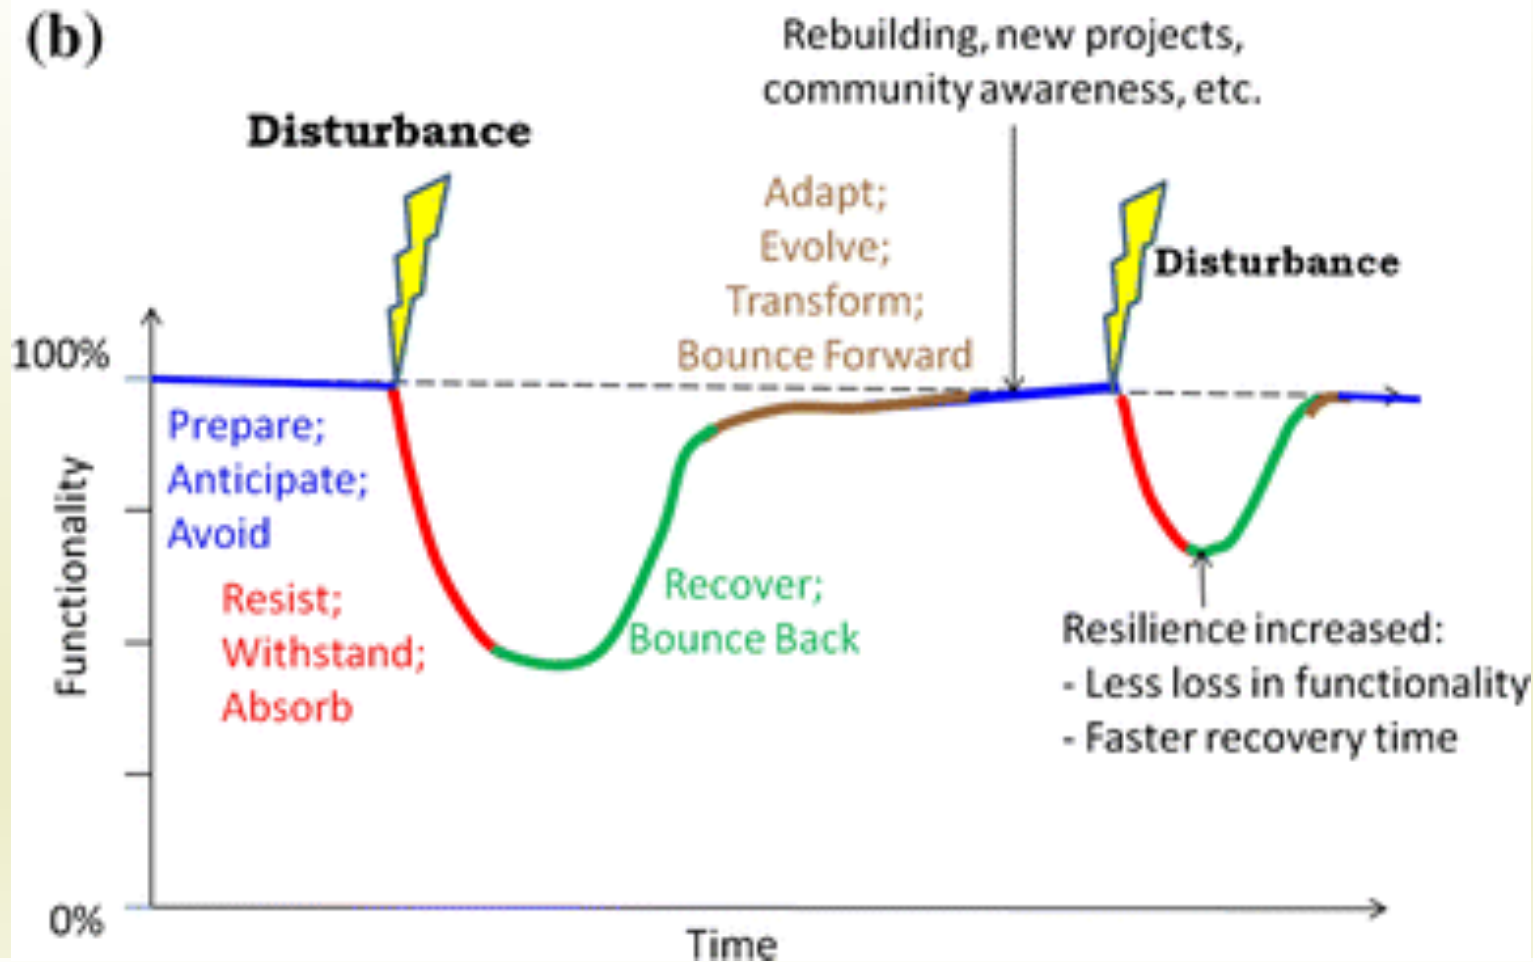 (b)
Rebuilding, new projects,
community awareness, etc.
Disturbance
Adapt;
Evolve;
Transform;
Bounce Forward
Disturbance
100%
Prepare;
Anticipate;
Avoid
Functionality
Resist;
Withstand;
Absorb
Recover;
Bounce Back
Resilience increased:
- Less loss in functionality
- Faster recovery time
0%
Time